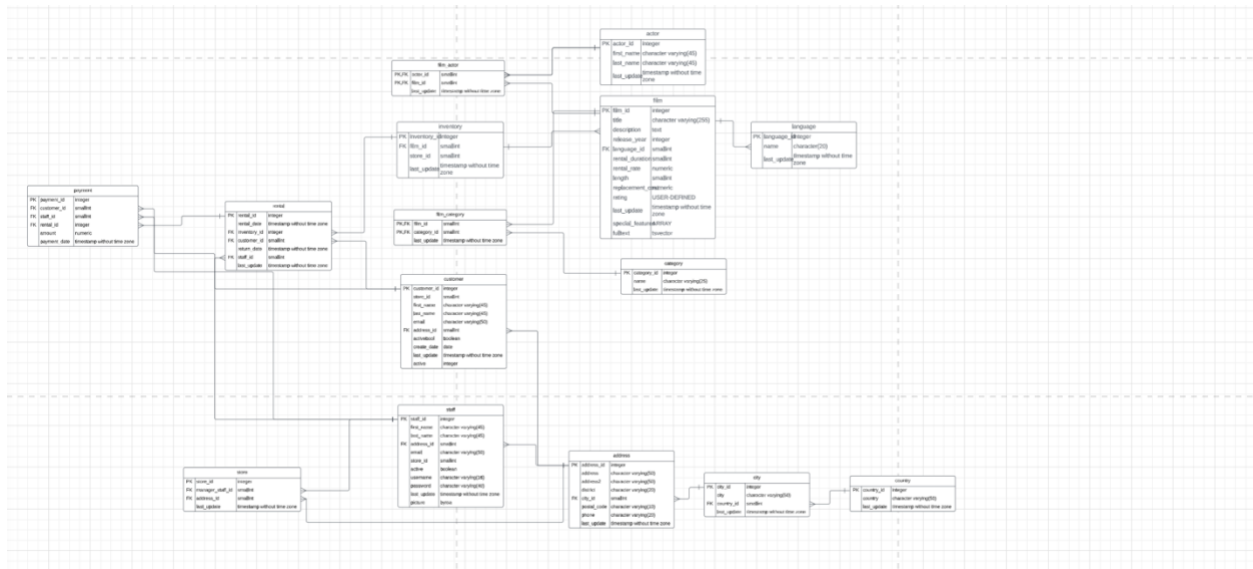 actor
PK actor_id integer
first_name character varying(45)
last_name character varying(45)
last_update timestamp without time zone
film_actor
PK,FK actor_id smallint
PK,FK film_id smallint
last_update timestamp without time zone
film
PK film_id integer
title character varying(255)
description text
release_year integer
FK language_id smallint
rental_duration smallint
rental_rate numeric
length smallint
numeric
rating USER-DEFINED
last_update timestamp without time zone
special_features
fulltext tsvector
inventory
PK inventory_id integer
FK film_id smallint
store_id smallint
last_update timestamp without time zone
language
PK language_id integer
name character(20)
last_update timestamp without time zone
payment
PK payment_id integer
FK customer_id smallint
FK staff_id smallint
FK rental_id integer
amount numeric
payment_date timestamp without time zone
rental
PK rental_id integer
rental_date timestamp without time zone
FK inventory_id integer
FK customer_id smallint
return_date timestamp without time zone
FK staff_id smallint
last_update timestamp without time zone
film_category
PK,FK film_id smallint
PK,FK category_id smallint
last_update timestamp without time zone
category
PK category_id integer
name character varying(25)
last_update timestamp without time zone
customer
PK customer_id integer
store_id smallint
first_name character varying(45)
last_name character varying(45)
email character varying(50)
FK address_id smallint
activebool boolean
create_date date
last_update timestamp without time zone
active integer
staff
PK staff_id integer
first_name character varying(45)
last_name character varying(45)
FK address_id smallint
email character varying(50)
store_id smallint
active boolean
username character varying(16)
password character varying(40)
last_update timestamp without time zone
picture bytea
store
PK store_id integer
FK manager_staff_id smallint
FK address_id smallint
last_update timestamp without time zone
address
PK address_id integer
address character varying(50)
address2 character varying(50)
district character varying(20)
FK city_id smallint
postal_code character varying(10)
phone character varying(20)
last_update timestamp without time zone
city
PK city_id integer
city character varying(50)
FK country_id smallint
last_update timestamp without time zone
country
PK country_id integer
country character varying(50)
last_update timestamp without time zone